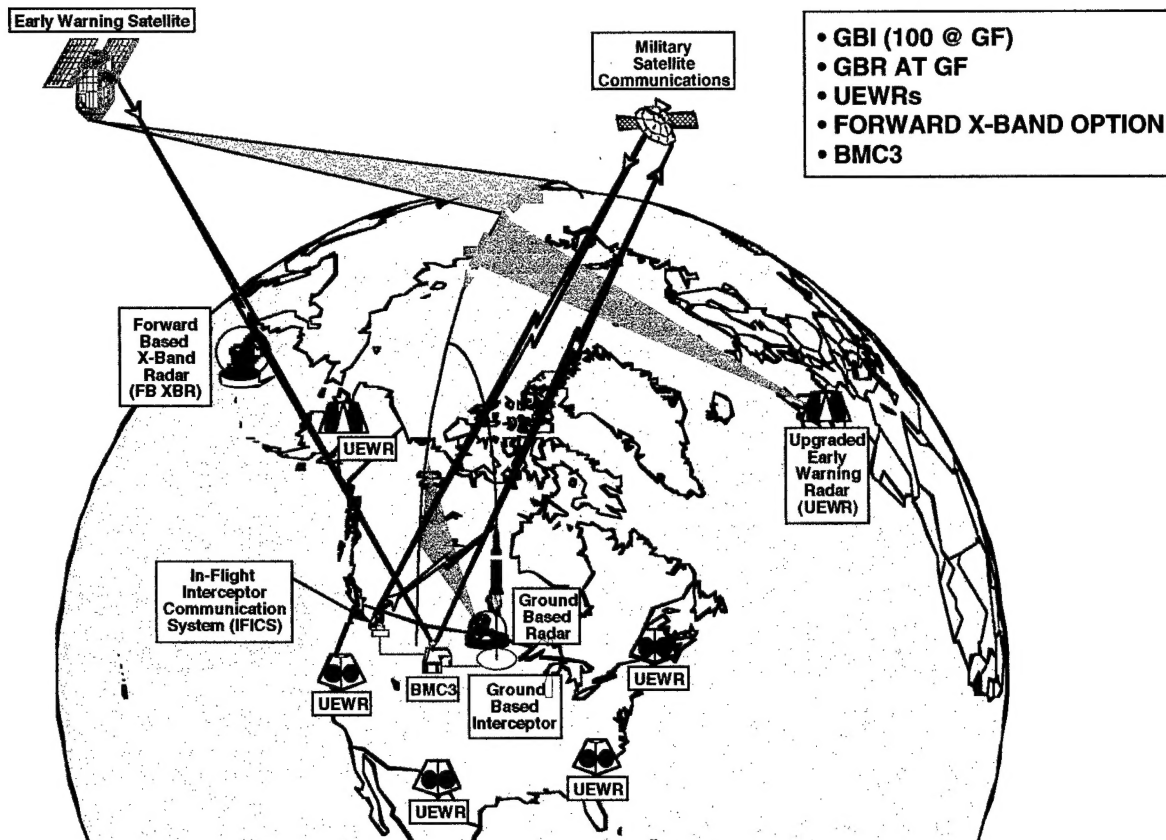 Early Warning Satellite
Military
Satellite
Communications
• GBI (100 @ GF)
• GBR AT GF
• UEWRs
• FORWARD X-BAND OPTION
• BMC3
Forward
Based
X-Band
Radar
(FB XBR)
UEWR
Upgraded
Early
Warning
Radar
(UEWR)
In-Flight
Interceptor
Communication
System (IFICS)
Ground
Based
Radar
UEWR
BMC3
Ground
Based
Interceptor
UEWR
UEWR
UEWR